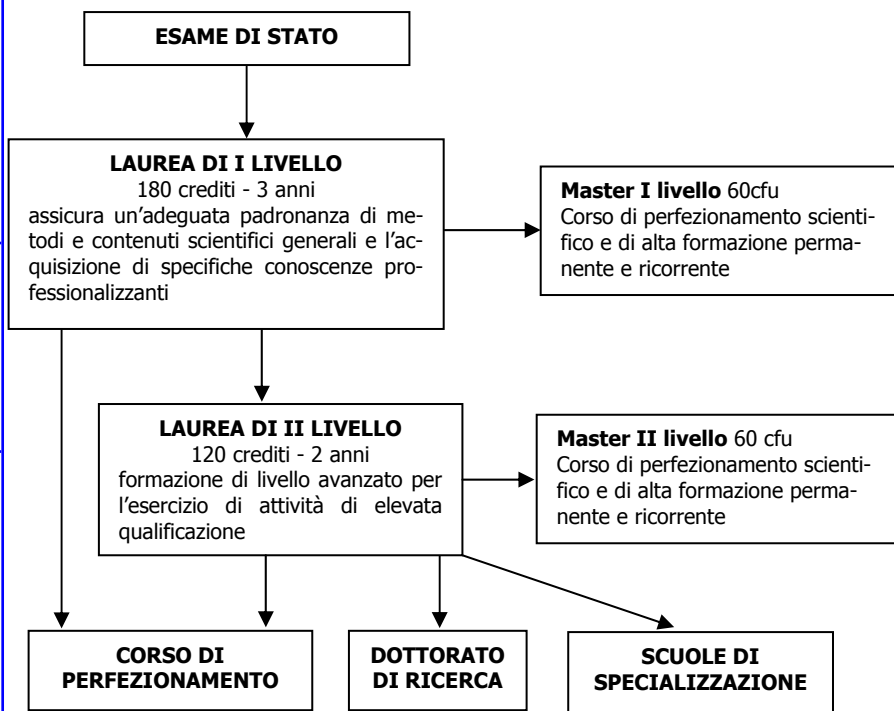 ESAME DI STATO
LAUREA DI I LIVELLO
180 crediti - 3 anni
assicura un'adeguata padronanza di me-
todi e contenuti scientifici generali e l'ac-
quisizione di specifiche conoscenze pro-
fessionalizzanti
Master I livello 60cfu
Corso di perfezionamento scienti-
fico e di alta formazione perma-
nente e ricorrente
LAUREA DI II LIVELLO
120 crediti - 2 anni
formazione di livello avanzato per
l'esercizio di attività di elevata
qualificazione
Master II livello 60 cfu
Corso di perfezionamento scienti-
fico e di alta formazione perma-
nente e ricorrente
CORSO DI
PERFEZIONAMENTO
DOTTORATO
DI RICERCA
SCUOLE DI
SPECIALIZZAZIONE